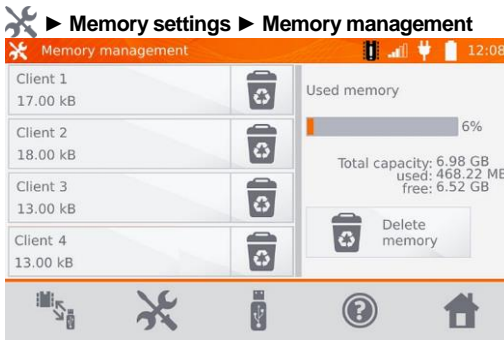 ► Memory settings ► Memory management
Memory management
12:08
Client 1
17.00 kB
Client 2
18.00 kB
Client 3
13.00 kB
Client 4
13.00 kB
Used memory
6%
Total capacity: 6.98 GB
used: 468.22 MB
free: 6.52 GB
Delete
memory